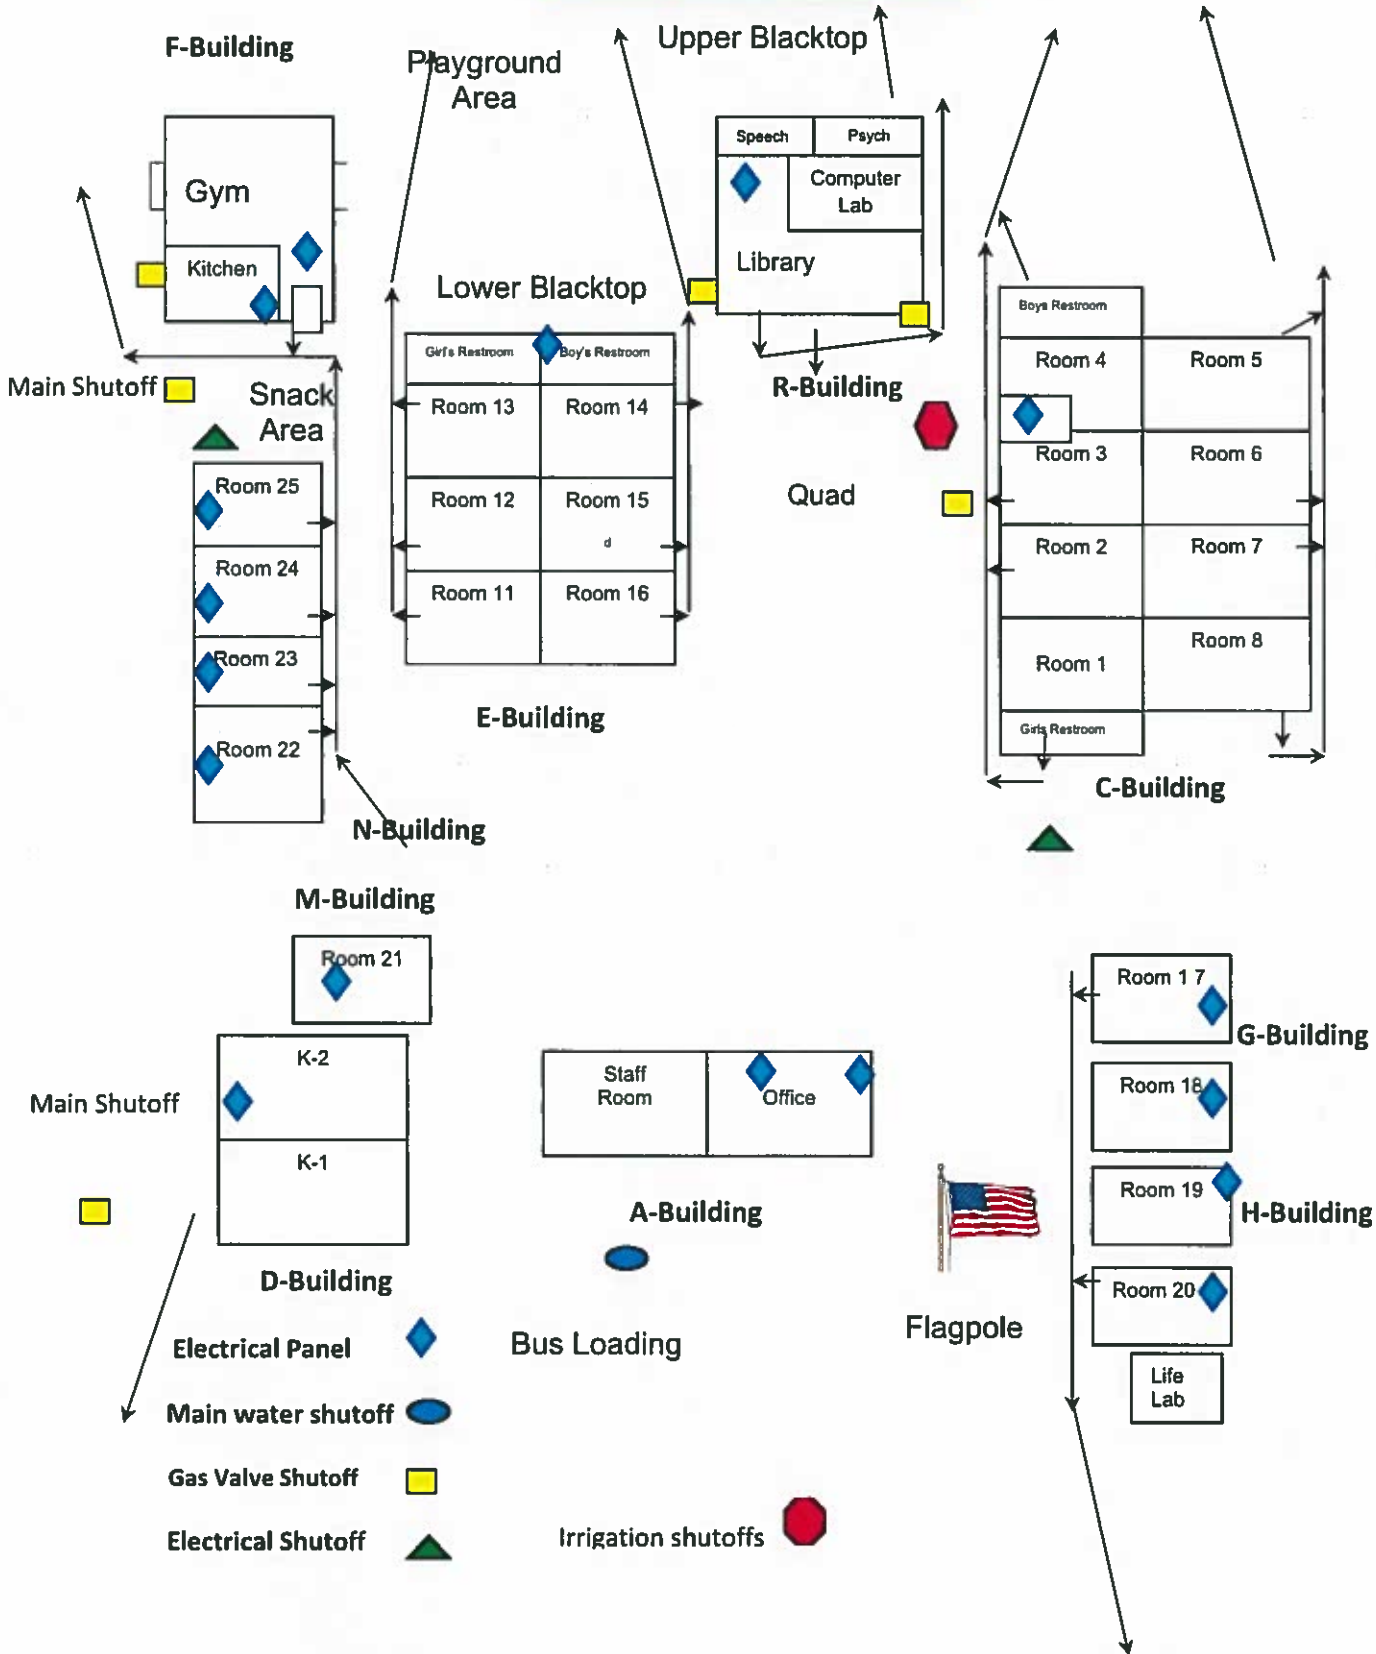 F-Building
Playground
Area
Upper Blacktop
Speech
Psych
Gym
Computer
Lab
Kitchen
Library
Lower Blacktop
Boys Restroom
Girl's Restroom
Boy's Restroom
Room 4
Room 5
Main Shutoff
Snack
Area
R-Building
Room 13
Room 14
Room 3
Room 6
Room 25
Room 12
Room 15
d
Quad
Room 24
Room 2
Room 7
Room 11
Room 16
Room 23
Room 1
Room 8
E-Building
Room 22
Girls Restroom
C-Building
N-Building
M-Building
Room 21
Room 1 7
G-Building
K-2
Staff
Room
Office
Room 18
Main Shutoff
K-1
Room 19
A-Building
H-Building
D-Building
Room 20
Flagpole
Electrical Panel
Bus Loading
Life
Lab
Main water shutoff
Gas Valve Shutoff
Electrical Shutoff
Irrigation shutoffs